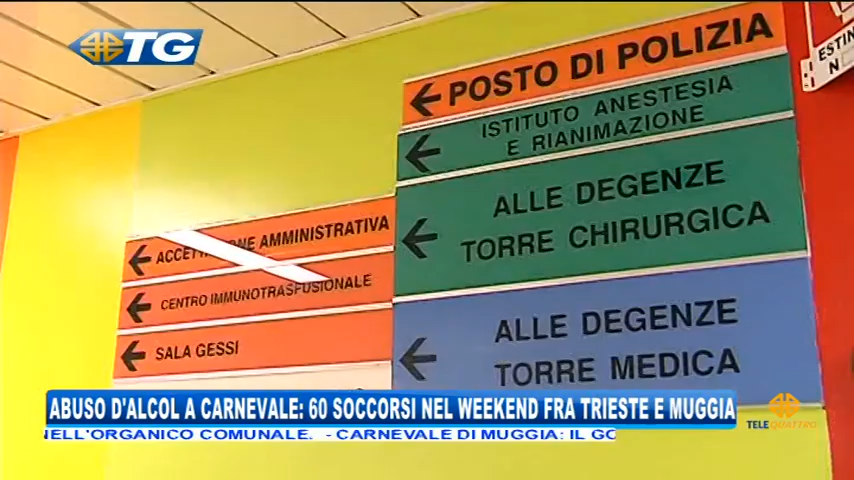 TG
POSTO DI POLIZIA
ISTITUTO ANESTESIA
E RIANIMAZIONE
ALLE DEGENZE
TORRE CHIRURGICA
ALLE DEGENZE
TORRE MEDICA
AMMINISTRATIVA
CENTRO IMMUNOTRASFUSIONALE
SALA GESSI
ABUSO D'ALCOL A CARNEVALE: 60 SOCCORSI NEL WEEKEND FRA TRIESTE E MUGGIA
NELL'ORGANICO COMUNALE. - CARNEVALE DI MUGGIA: IL GO
TELEQUATTRO